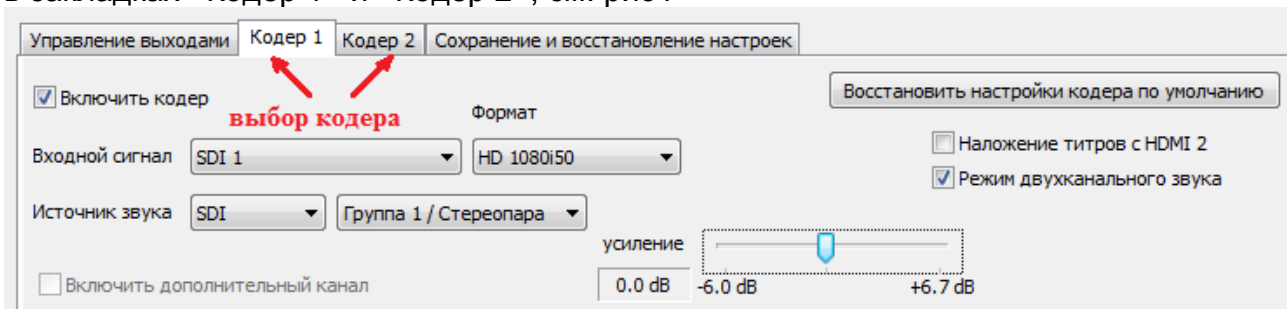 Управление выходами Кодер 1 Кодер 2 Сохранение и восстановление настроек
Включить кодер
выбор кодера
Формат
Восстановить настройки кодера по умолчанию
Входной сигнал SDI 1 HD 1080i50
Наложение титров с HDMI 2
Режим двухканального звука
Источник звука SDI Группа 1 / Стереопара
усиление
Включить дополнительный канал 0.0 dB -6.0 dB +6.7 dB